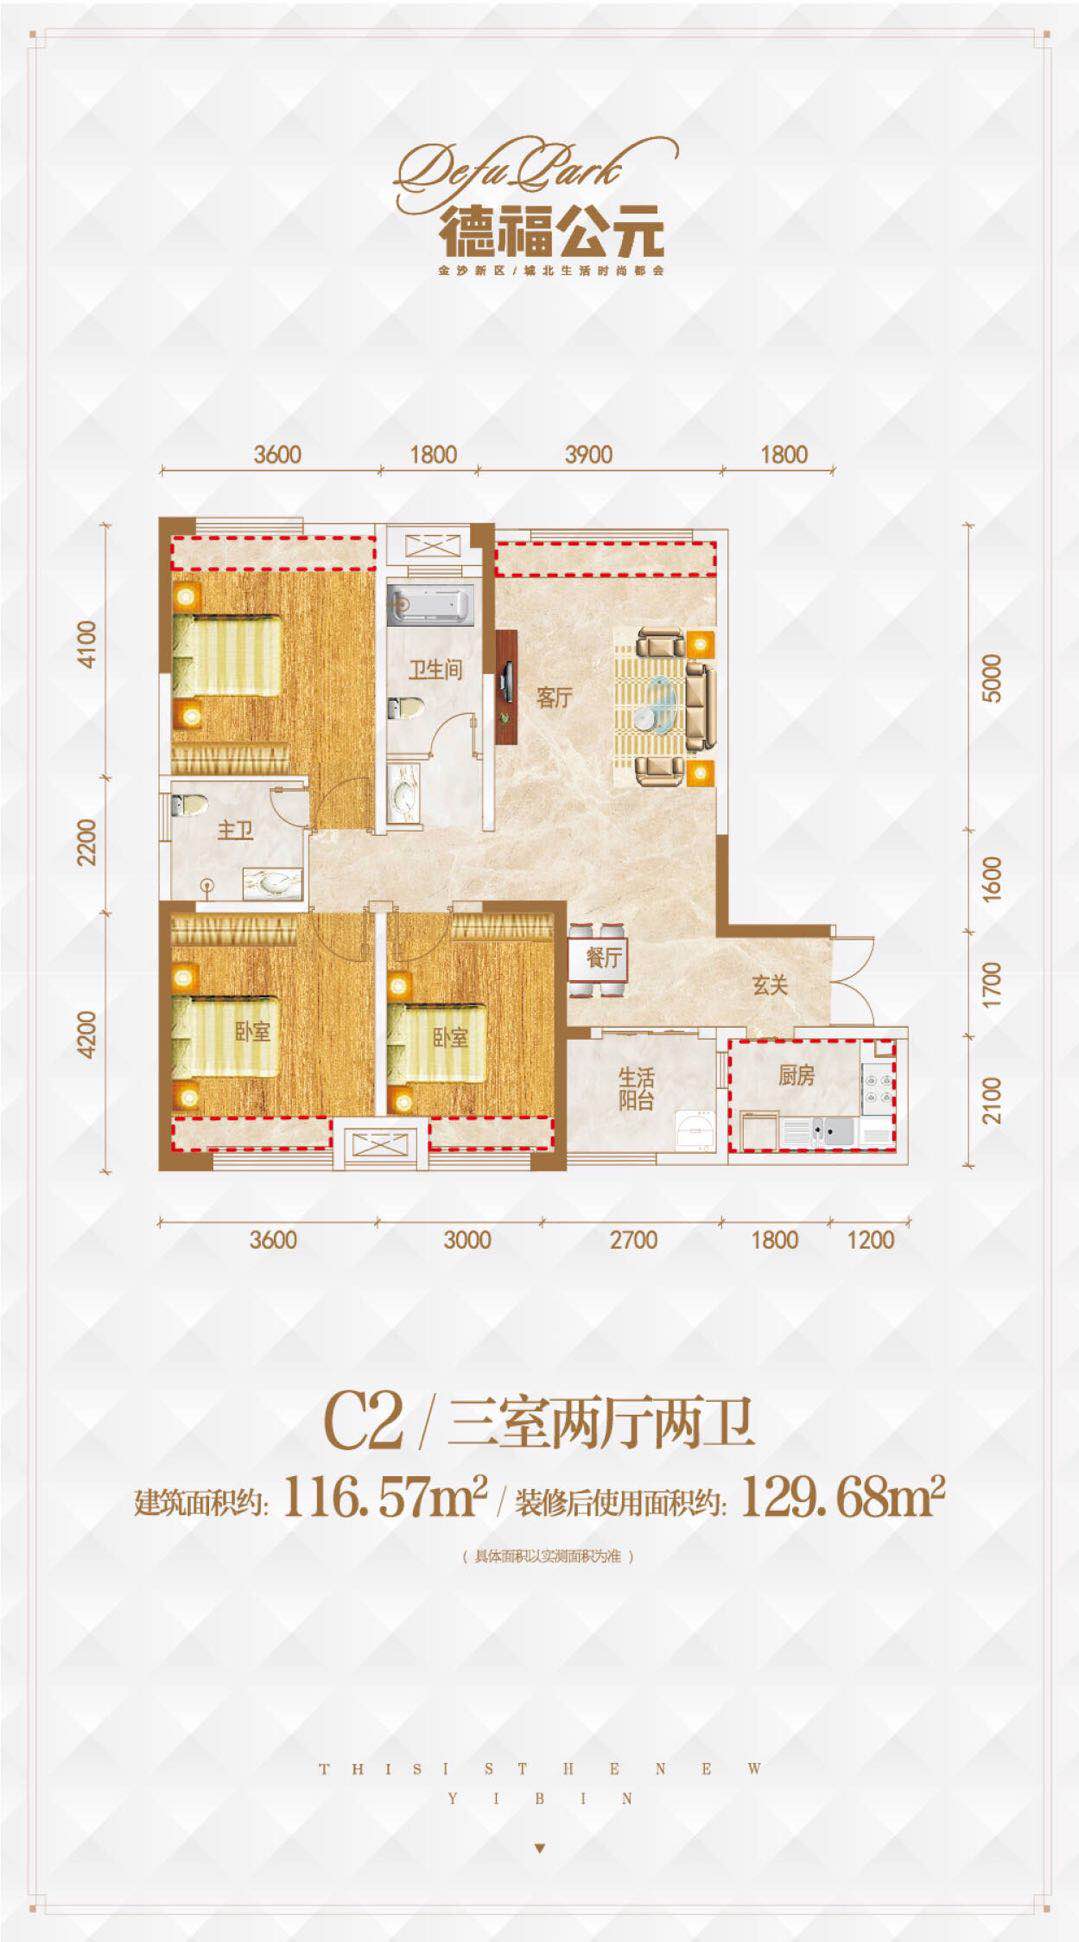 Defu Park
德福公元
金沙新区/城北生活时尚都会
3600 1800 3900 1800
4100
2200
4200
5000
1600
1700
2100
卫生间
客厅
主卫
餐厅
玄关
卧室
卧室
生活
阳台
厨房
3600 3000 2700 1800 1200
C2/三室两厅两卫
建筑面积约: 116.57m²/装修后使用面积约: 129.68m²
( 具体面积以实测面积为准 )
T H I S I S T H E N E W
Y I B I N